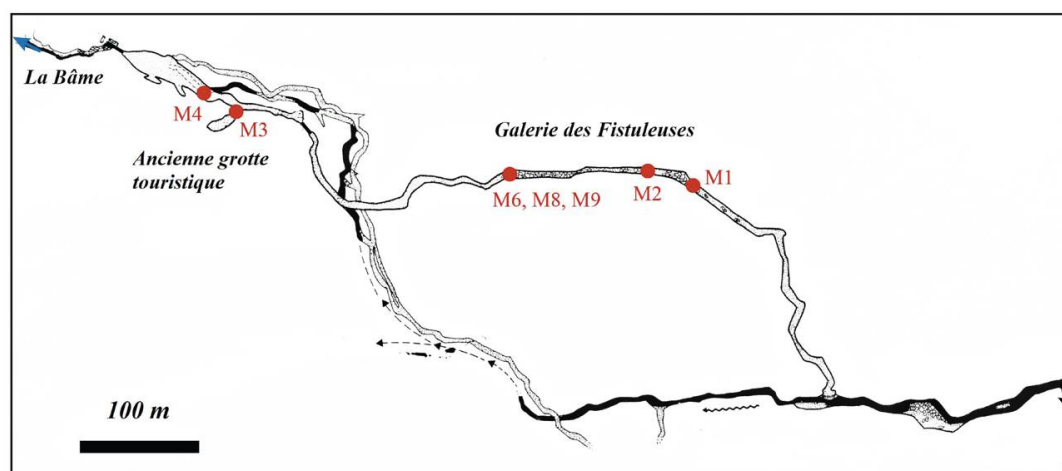 La Bâme
M4
M3
Ancienne grotte
touristique
Galerie des Fistuleuses
M6, M8, M9
M2
M1
100 m